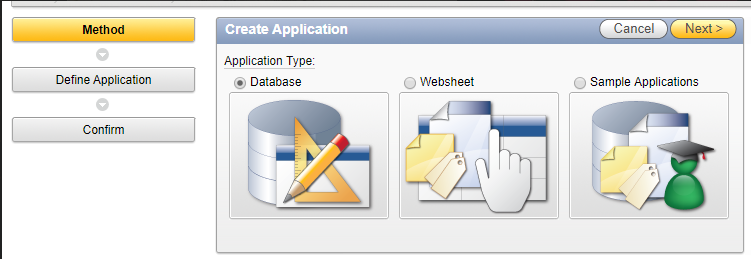 Method
Define Application
Confirm
Create Application
Cancel
Next >
Application Type:
Database
Websheet
Sample Applications